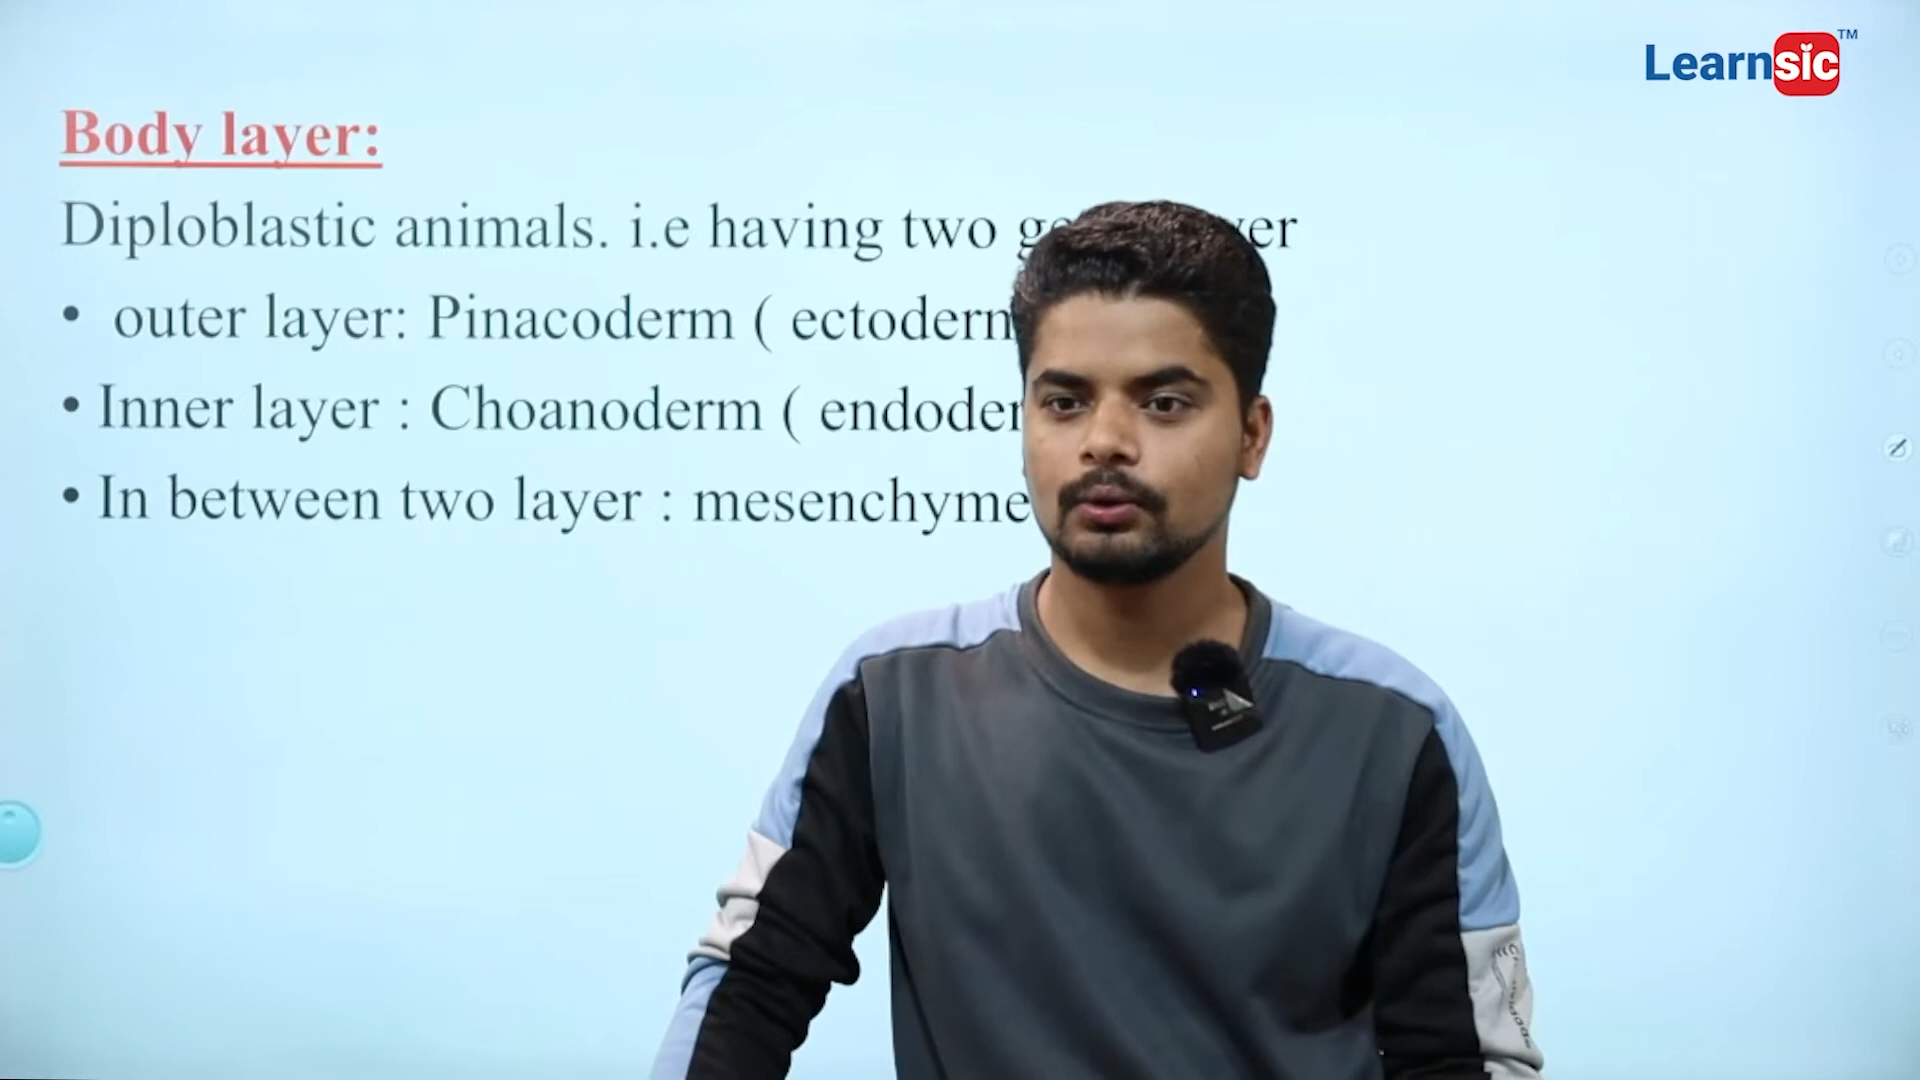 Learnsic™
Body layer:
Diploblastic animals. i.e having two
• outer layer: Pinacoderm ( ectoderm
• Inner layer : Choanoderm (
• In between two layer : mesenchyme